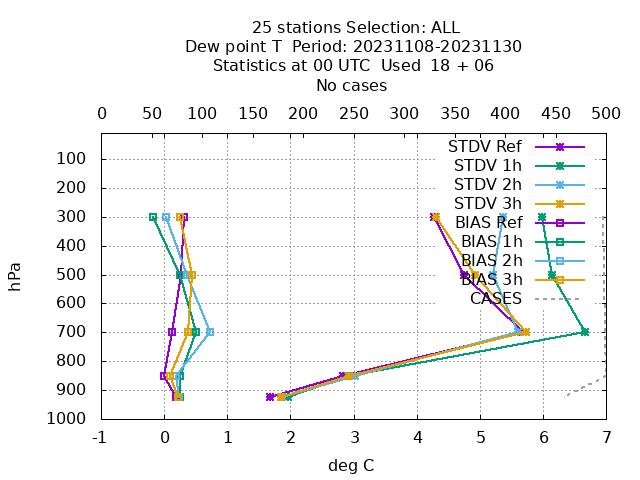 25 stations Selection: ALL
Dew point T  Period: 20231108-20231130
Statistics at 00 UTC  Used  18 + 06
No cases
0 50 100 150 200 250 300 350 400 450 500
STDV Ref
STDV 1h
STDV 2h
STDV 3h
BIAS Ref
BIAS 1h
BIAS 2h
BIAS 3h
CASES
100
200
300
400
500
600
700
800
900
1000
hPa
-1 0 1 2 3 4 5 6 7
deg C